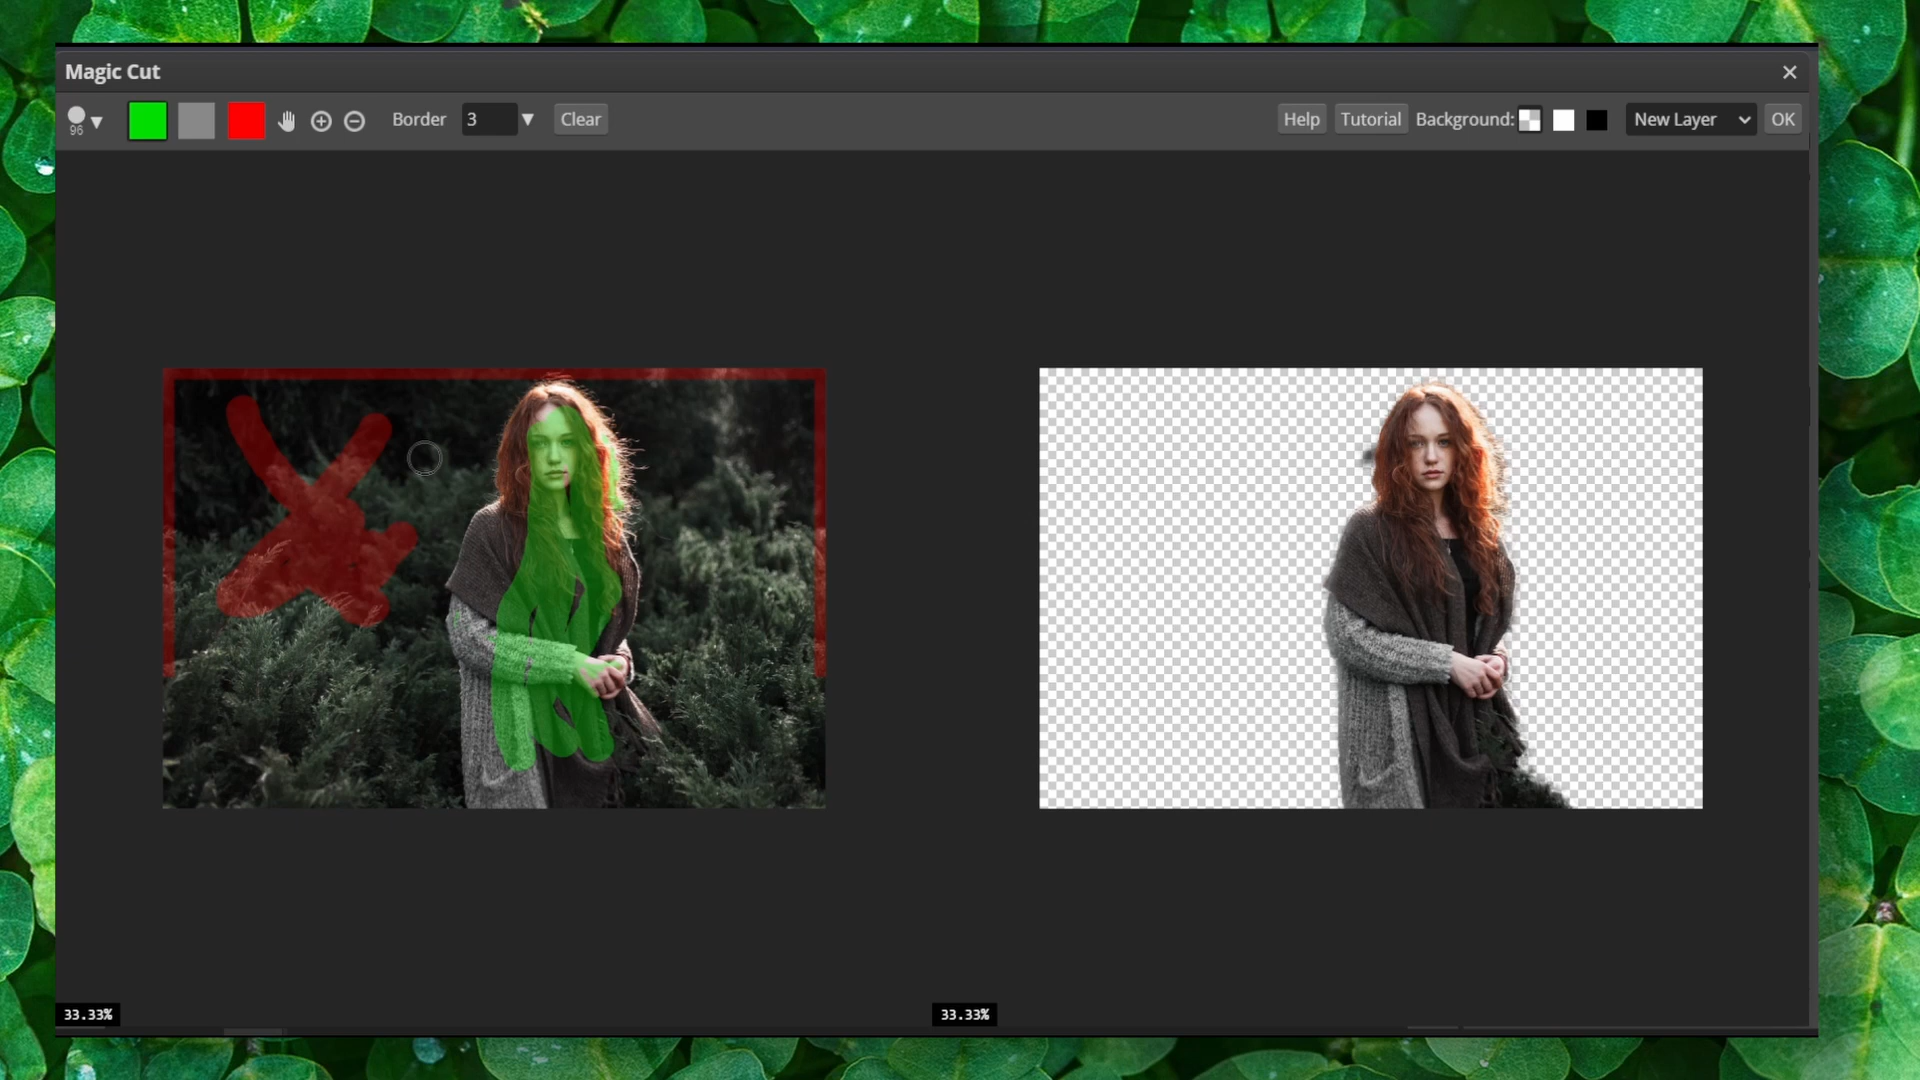 Magic Cut
96
Border 3 Clear Help Tutorial Background: New Layer OK
33.33% 33.33%